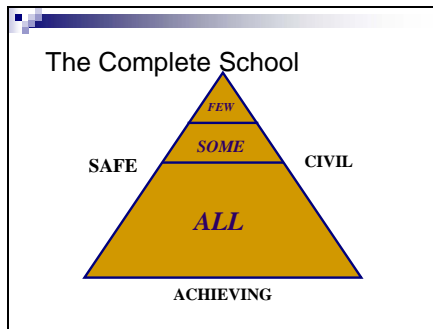 The Complete School
FEW
SOME
SAFE
CIVIL
ALL
ACHIEVING